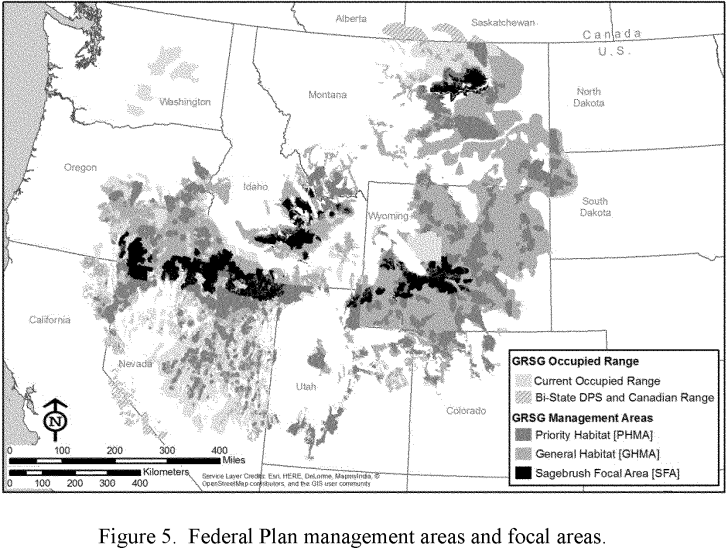 Alberta
Saskatchewan
Canada
U. S.
Washington
Montana
North
Dakota
Oregon
Idaho
Wyoming
South
Dakota
California
Nevada
Utah
Colorado
N
0 50 100 200 300 400
Miles
Kilometers
0 50 100 200 300 400
Service Layer Credits: Esri, HERE, DeLorme, MapmyIndia, ©
OpenStreetMap contributors, and the GIS user community
GRSG Occupied Range
Current Occupied Range
Bi-State DPS and Canadian Range
GRSG Management Areas
Priority Habitat [PHMA]
General Habitat [GHMA]
Sagebrush Focal Area [SFA]
Figure 5. Federal Plan management areas and focal areas.